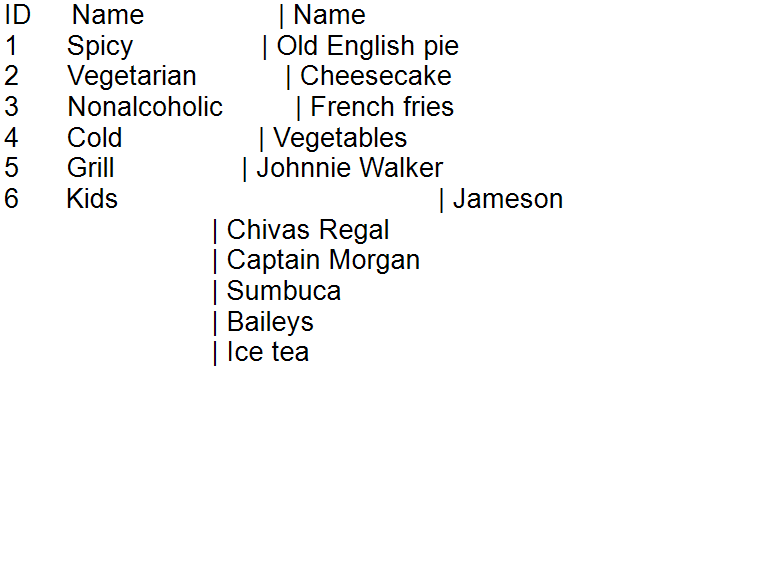 ID Name | Name
1 Spicy | Old English pie
2 Vegetarian | Cheesecake
3 Nonalcoholic | French fries
4 Cold | Vegetables
5 Grill | Johnnie Walker
6 Kids | Jameson
| Chivas Regal
| Captain Morgan
| Sumbuca
| Baileys
| Ice tea